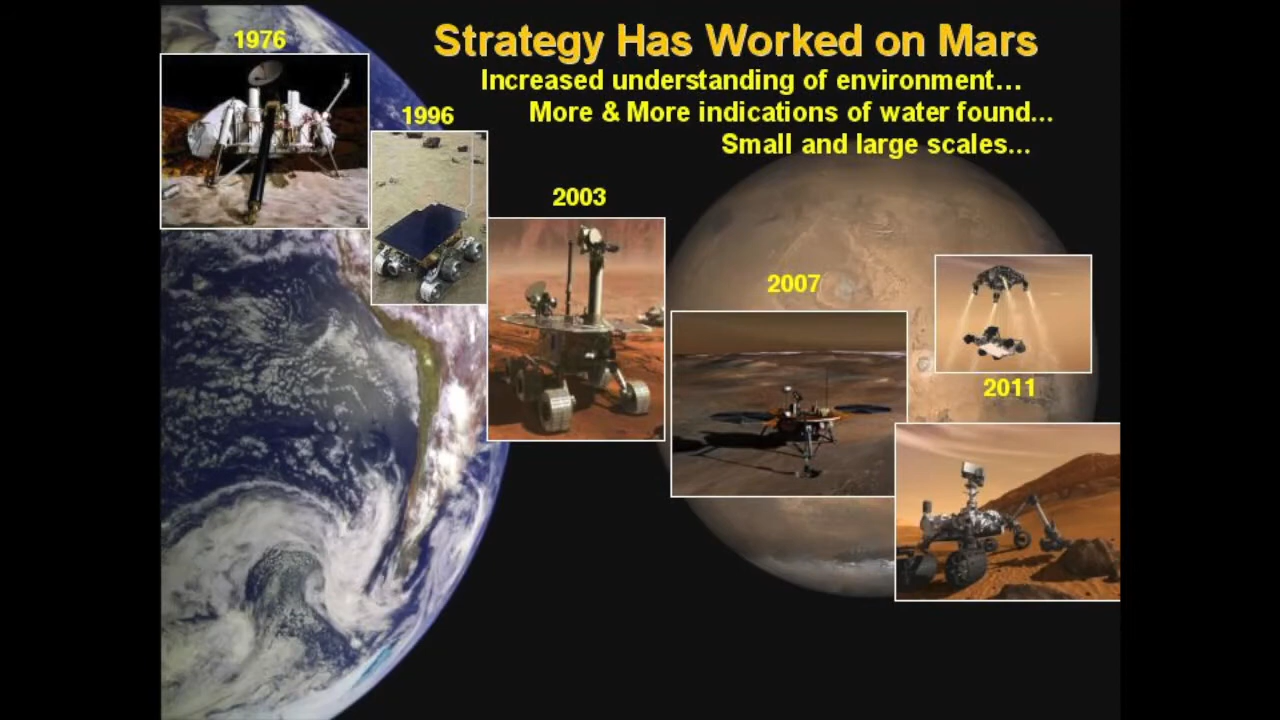 Strategy Has Worked on Mars
Increased understanding of environment...
More & More indications of water found...
Small and large scales...
1976
1996
2003
2007
2011